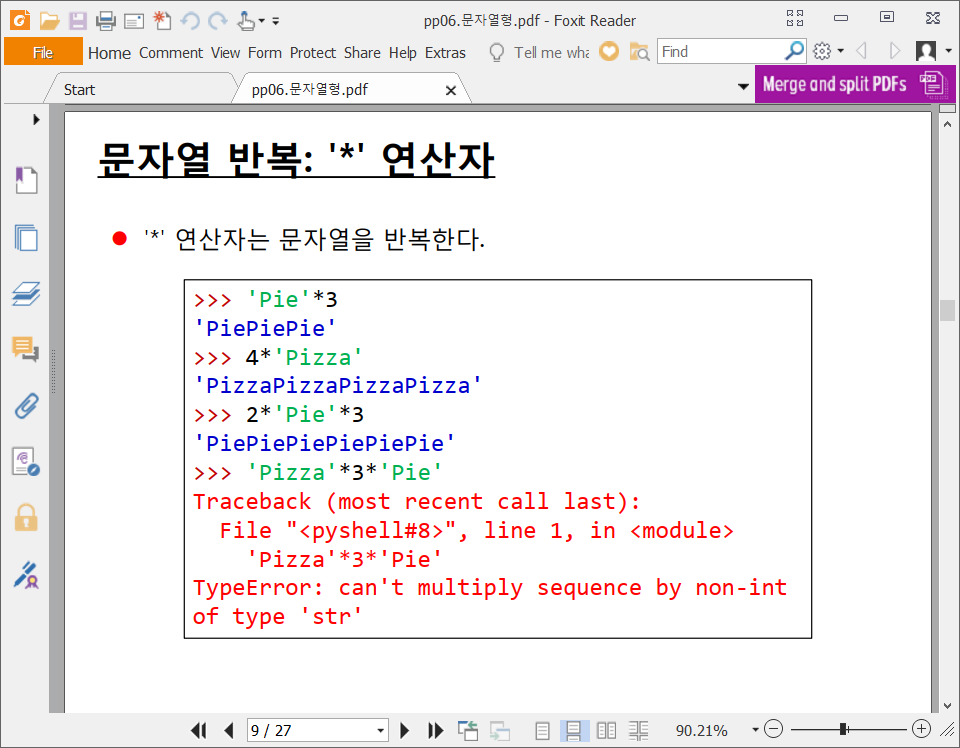 pp06.문자열형.pdf - Foxit Reader
File Home Comment View Form Protect Share Help Extras Tell me wha Find
Start pp06.문자열형.pdf Merge and split PDFs
문자열 반복: '*' 연산자
'*' 연산자는 문자열을 반복한다.
>>> 'Pie'*3
'PiePiePie'
>>> 4*'Pizza'
'PizzaPizzaPizzaPizza'
>>> 2*'Pie'*3
'PiePiePiePiePiePie'
>>> 'Pizza'*3*'Pie'
Traceback (most recent call last):
  File "<pyshell#8>", line 1, in <module>
    'Pizza'*3*'Pie'
TypeError: can't multiply sequence by non-int
of type 'str'
9 / 27 90.21%